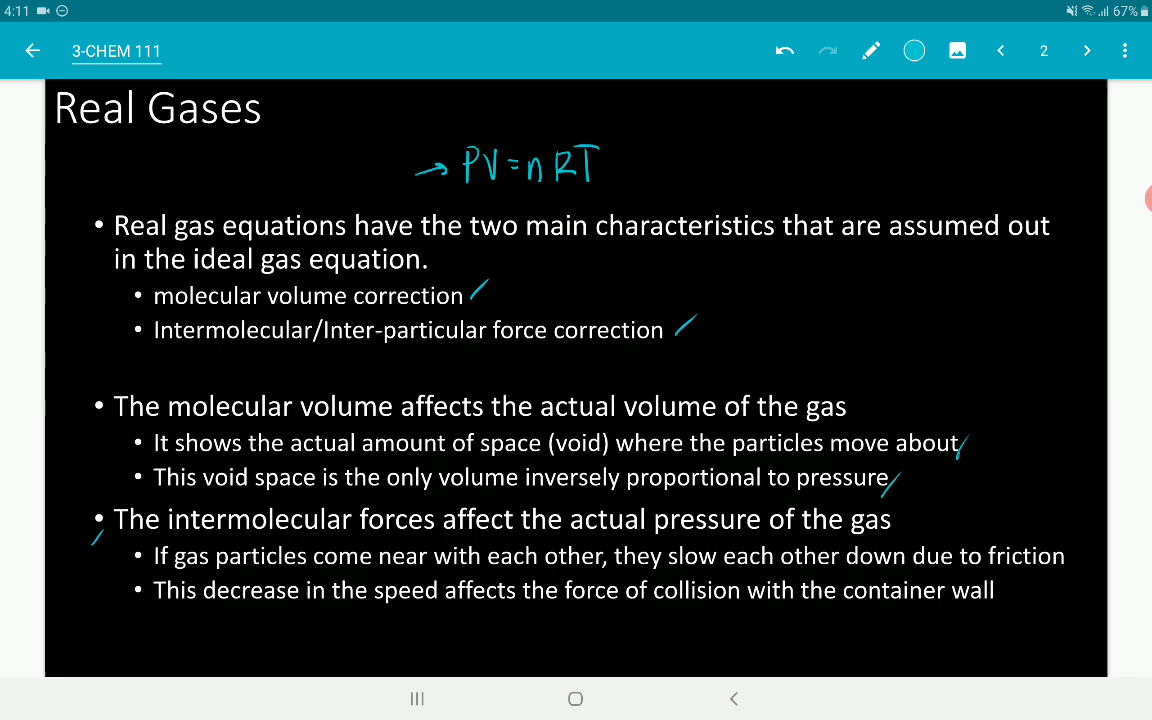 4:11 67%
3-CHEM 111 2
Real Gases
→ PV=nRT
• Real gas equations have the two main characteristics that are assumed out
in the ideal gas equation.
• molecular volume correction
• Intermolecular/Inter-particular force correction
• The molecular volume affects the actual volume of the gas
• It shows the actual amount of space (void) where the particles move about
• This void space is the only volume inversely proportional to pressure
• The intermolecular forces affect the actual pressure of the gas
• If gas particles come near with each other, they slow each other down due to friction
• This decrease in the speed affects the force of collision with the container wall